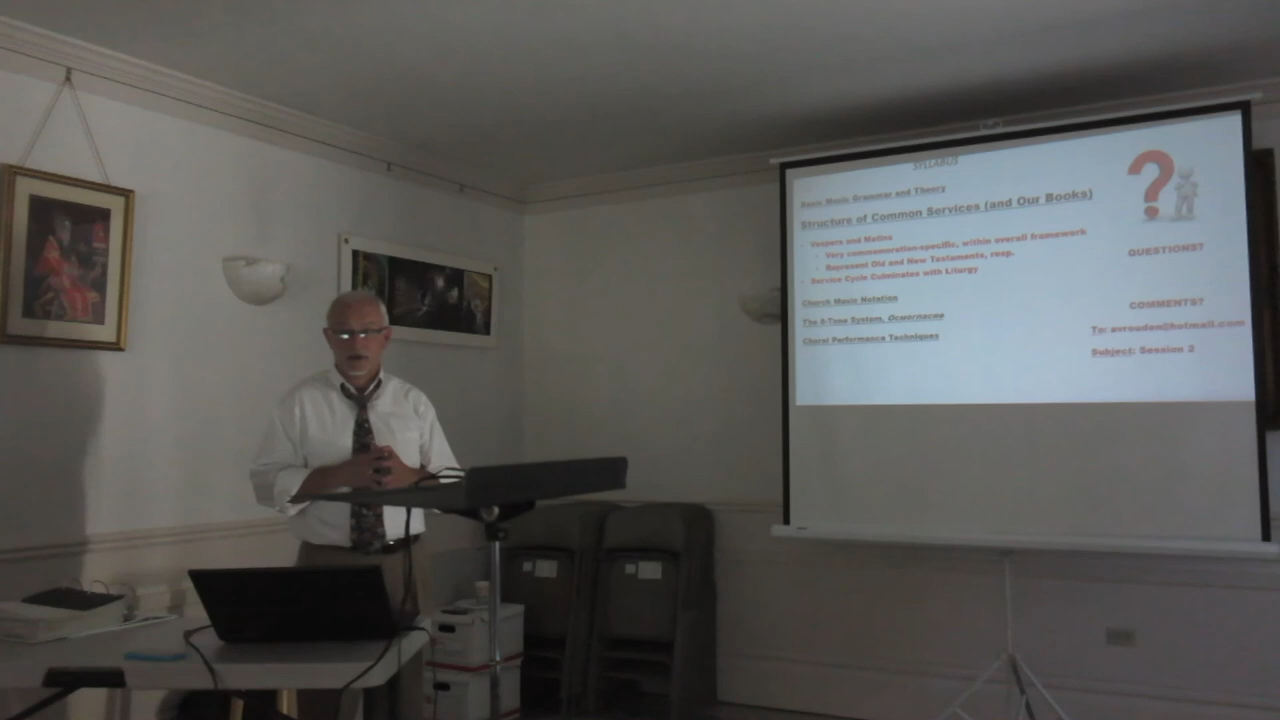 SYLLABUS
Basic Music Grammar and Theory
Structure of Common Services (and Our Books)
Vespers and Matins
Very commemoration-specific, within overall framework
Represent Old and New Testaments, resp.
Service Cycle Culminates with Liturgy
Church Music Notation
The 8-Tone System,
Choral Performance Techniques
?
QUESTIONS?
COMMENTS?
To: avrouden@hotmail.com
Subject: Session 2